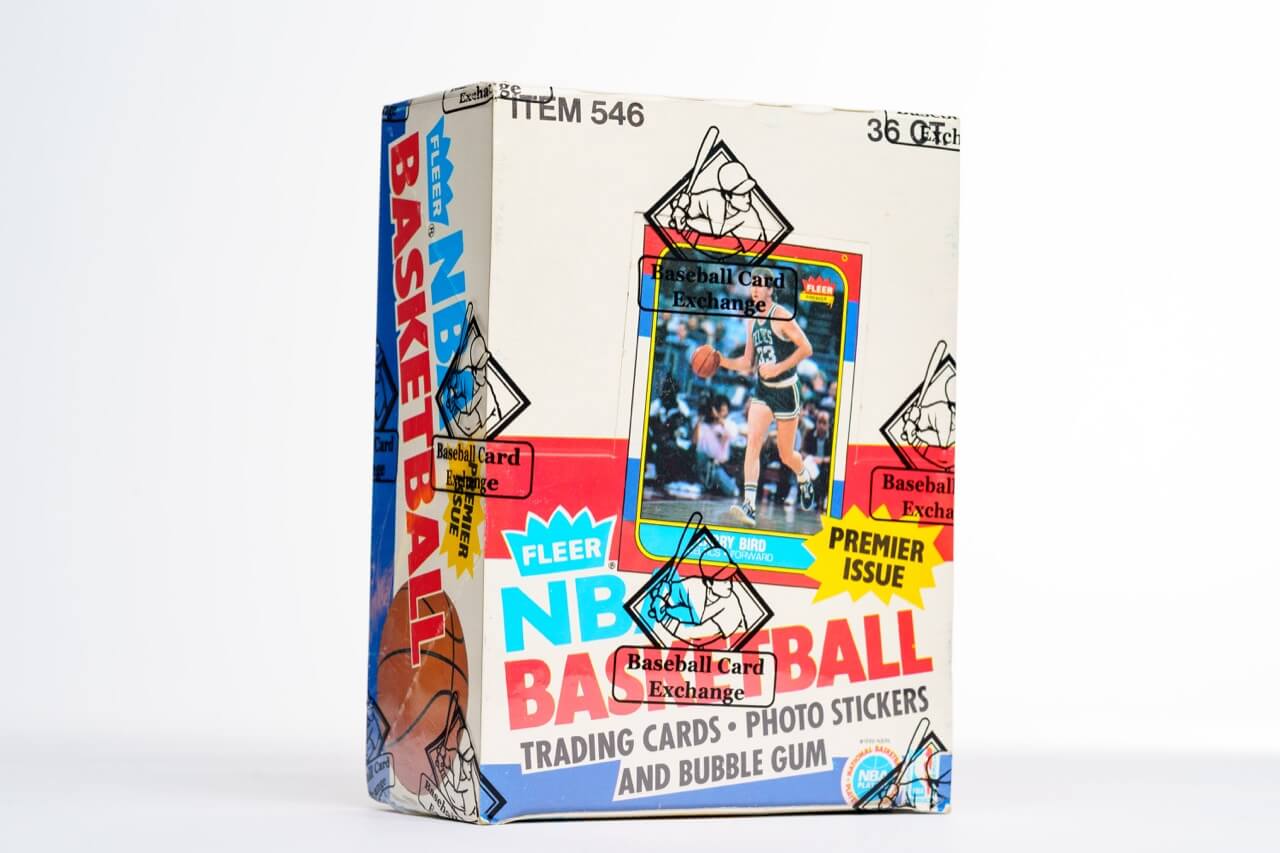 ITEM 546
36 CT.
Baseball Card
Exchange
FLEER
PREMIER
ISSUE
FLEER®
NBA
BASKETBALL
TRADING CARDS • PHOTO STICKERS
AND BUBBLE GUM
BIRD
FORWARD
Baseball Card
Exchange
NBA
FLEER®
NBA
BASKETBALL
PREMIER
ISSUE
Baseball Card
Exchange